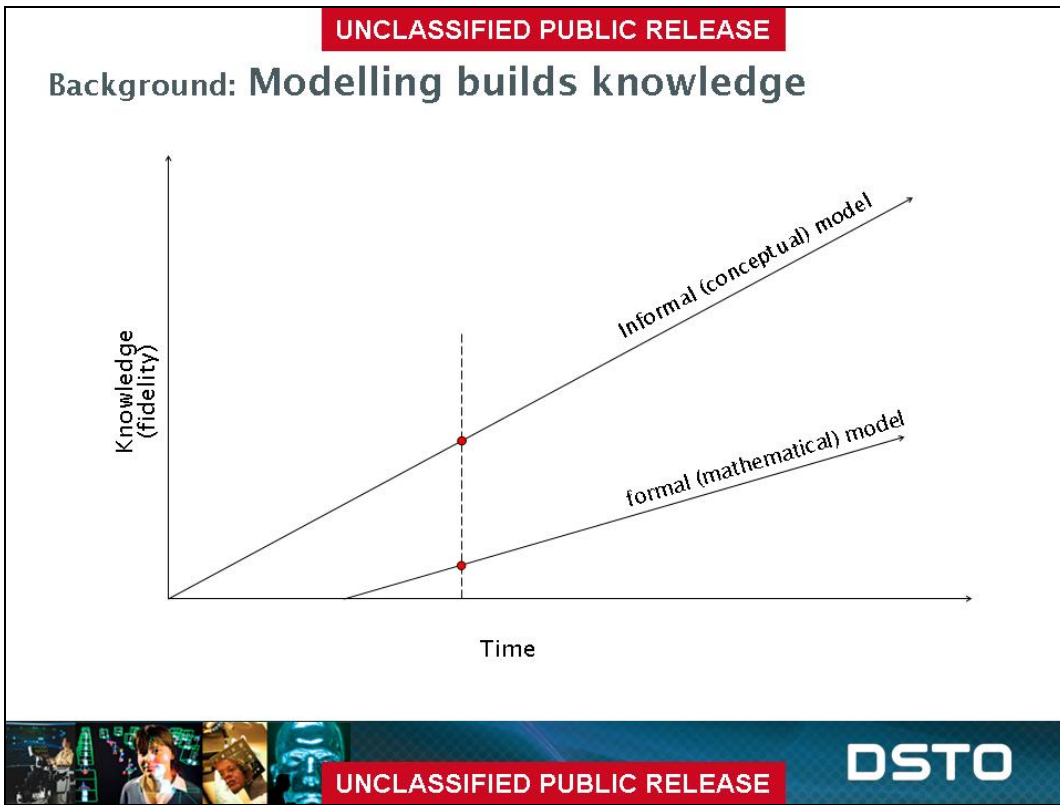 UNCLASSIFIED PUBLIC RELEASE
Background: Modelling builds knowledge
Informal (conceptual) model
Knowledge
(fidelity)
formal (mathematical) model
Time
DSTO
UNCLASSIFIED PUBLIC RELEASE